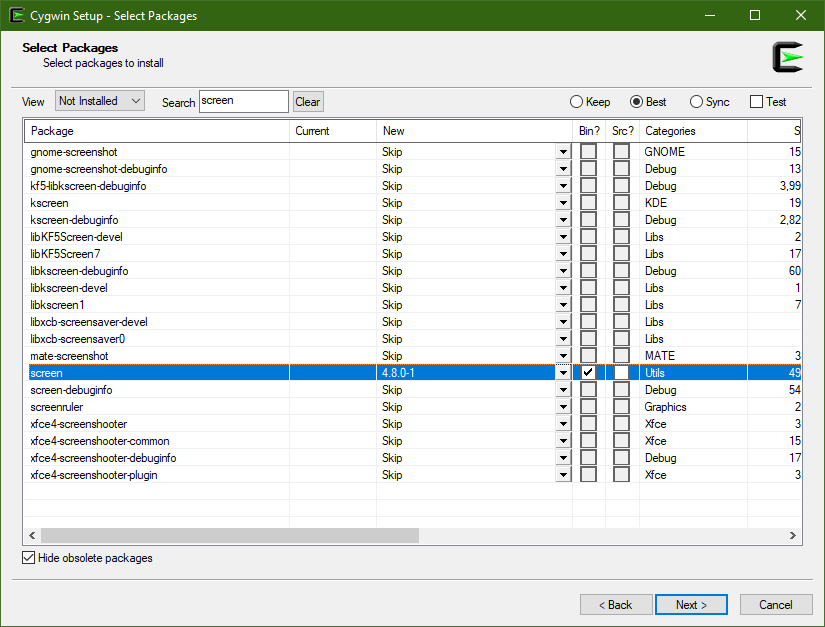 Cygwin Setup - Select Packages
Select Packages
Select packages to install
View Not Installed Search screen Clear Keep Best Sync Test
Package Current New Bin? Src? Categories S
gnome-screenshot Skip GNOME 15
gnome-screenshot-debuginfo Skip Debug 13
kf5-libkscreen-debuginfo Skip Debug 3,99
kscreen Skip KDE 19
kscreen-debuginfo Skip Debug 2,82
libKF5Screen-devel Skip Libs 2
libKF5Screen7 Skip Libs 17
libkscreen-debuginfo Skip Debug 60
libkscreen-devel Skip Libs 1
libkscreen1 Skip Libs 7
libxcb-screensaver-devel Skip Libs
libxcb-screensaver0 Skip Libs
mate-screenshot Skip MATE 3
screen 4.8.0-1 Utils 49
screen-debuginfo Skip Debug 54
screenruler Skip Graphics 2
xfce4-screenshooter Skip Xfce 3
xfce4-screenshooter-common Skip Xfce 15
xfce4-screenshooter-debuginfo Skip Debug 17
xfce4-screenshooter-plugin Skip Xfce 3
Hide obsolete packages
< Back Next > Cancel